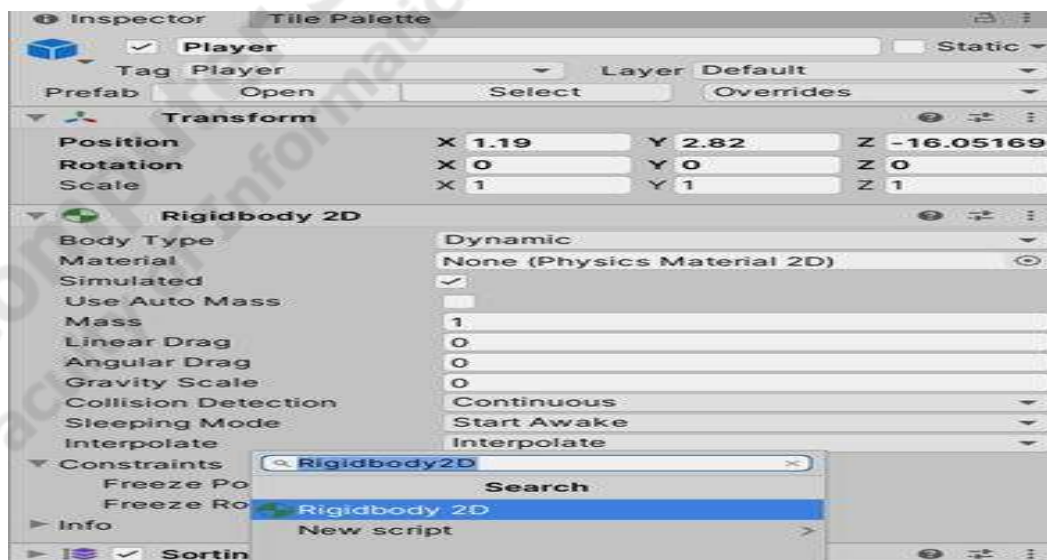 Inspector Tile Palette
Player Static
Tag Player Layer Default
Prefab Open Select Overrides
Transform
Position X 1.19 Y 2.82 Z -16.05169
Rotation X 0 Y 0 Z 0
Scale X 1 Y 1 Z 1
Rigidbody 2D
Body Type Dynamic
Material None (Physics Material 2D)
Simulated
Use Auto Mass
Mass 1
Linear Drag 0
Angular Drag 0
Gravity Scale 0
Collision Detection Continuous
Sleeping Mode Start Awake
Interpolate Interpolate
Constraints Rigidbody2D
Freeze Po Search
Freeze Ro Rigidbody 2D
Info New script
Sortin